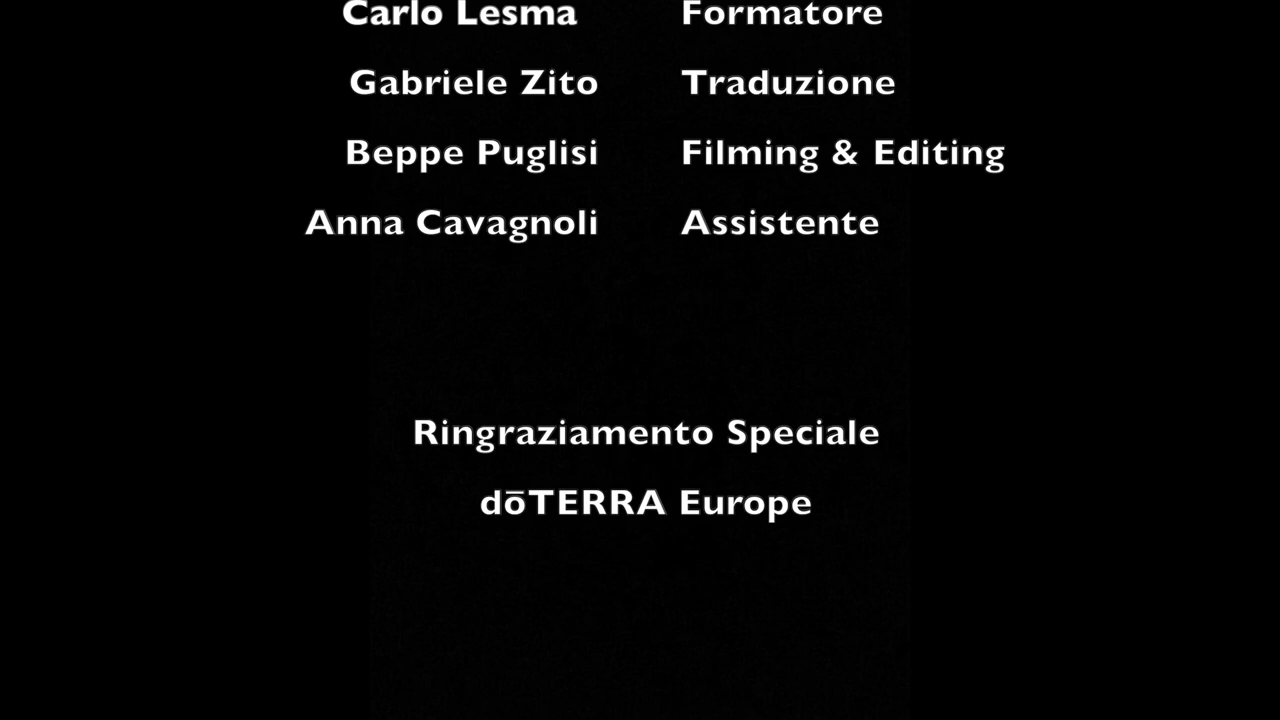 Carlo Lesma Formatore
Gabriele Zito Traduzione
Beppe Puglisi Filming & Editing
Anna Cavagnoli Assistente
Ringraziamento Speciale
dōTERRA Europe